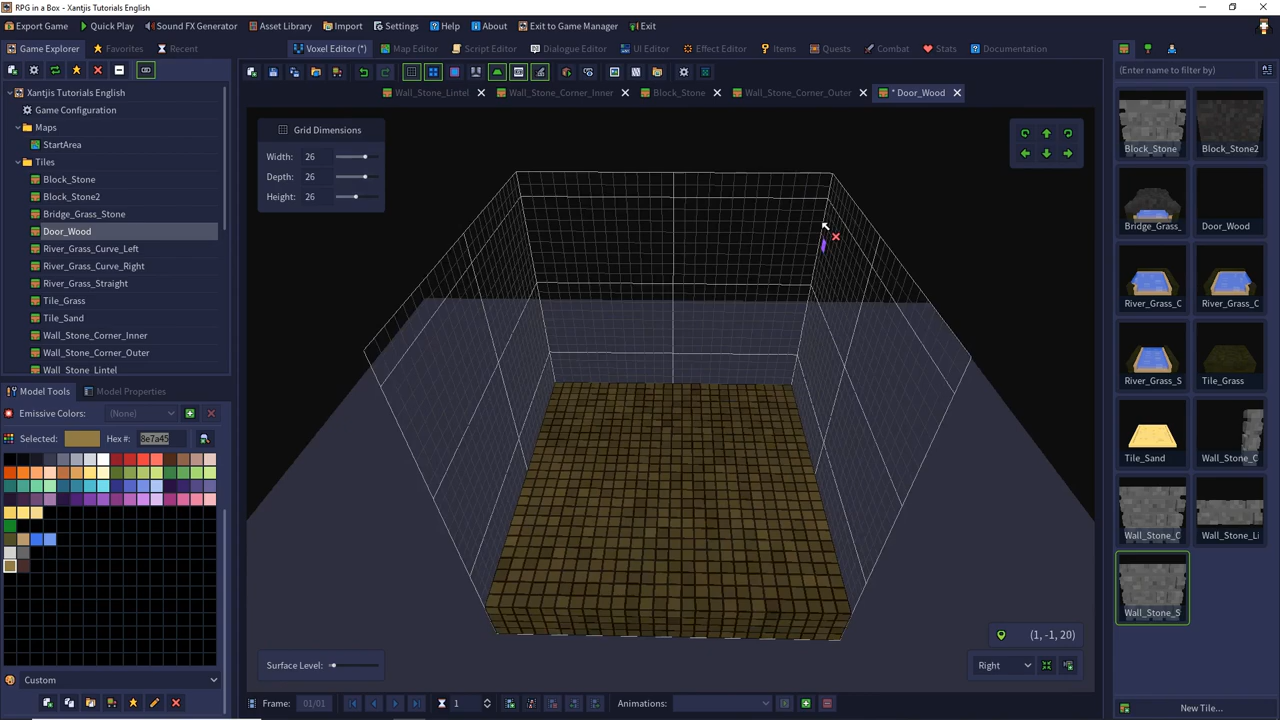 RPG in a Box - Xantjis Tutorials English
Export Game Quick Play Sound FX Generator Asset Library Import Settings Help About Exit to Game Manager Exit
Game Explorer Favorites Recent Voxel Editor (*) Map Editor Script Editor Dialogue Editor UI Editor Effect Editor Items Quests Combat Stats Documentation
(Enter name to filter by)
Wall_Stone_Lintel Wall_Stone_Corner_Inner Block_Stone Wall_Stone_Corner_Outer * Door_Wood
Xantjis Tutorials English
Game Configuration
Maps
StartArea
Tiles
Block_Stone
Block_Stone2
Bridge_Grass_Stone
Door_Wood
River_Grass_Curve_Left
River_Grass_Curve_Right
River_Grass_Straight
Tile_Grass
Tile_Sand
Wall_Stone_Corner_Inner
Wall_Stone_Corner_Outer
Wall_Stone_Lintel
Grid Dimensions
Width: 26
Depth: 26
Height: 26
Block_Stone Block_Stone2
Bridge_Grass_ Door_Wood
River_Grass_C River_Grass_C
River_Grass_S Tile_Grass
Tile_Sand Wall_Stone_C
Wall_Stone_C Wall_Stone_Li
Wall_Stone_S
Model Tools Model Properties
Emissive Colors: (None)
Selected: Hex #: 8e7a45
Custom
(1, -1, 20)
Surface Level: Right
Frame: 01/01 1 Animations:
New Tile...